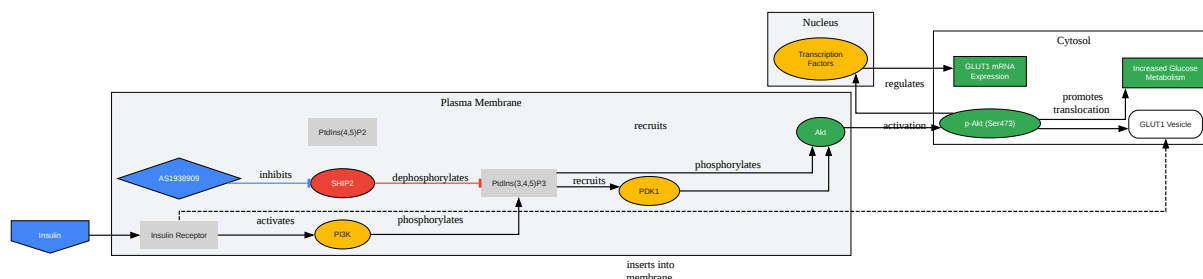 Nucleus
Transcription
Factors
Cytosol
GLUT1 mRNA
Expression
Increased Glucose
Metabolism
regulates
promotes
translocation
p-Akt (Ser473)
GLUT1 Vesicle
activation
Plasma Membrane
PtdIns(4,5)P2
recruits
Akt
phosphorylates
AS1938909
inhibits
SHIP2
dephosphorylates
PtdIns(3,4,5)P3
recruits
PDK1
Insulin
Insulin Receptor
activates
PI3K
phosphorylates
inserts into
membrane